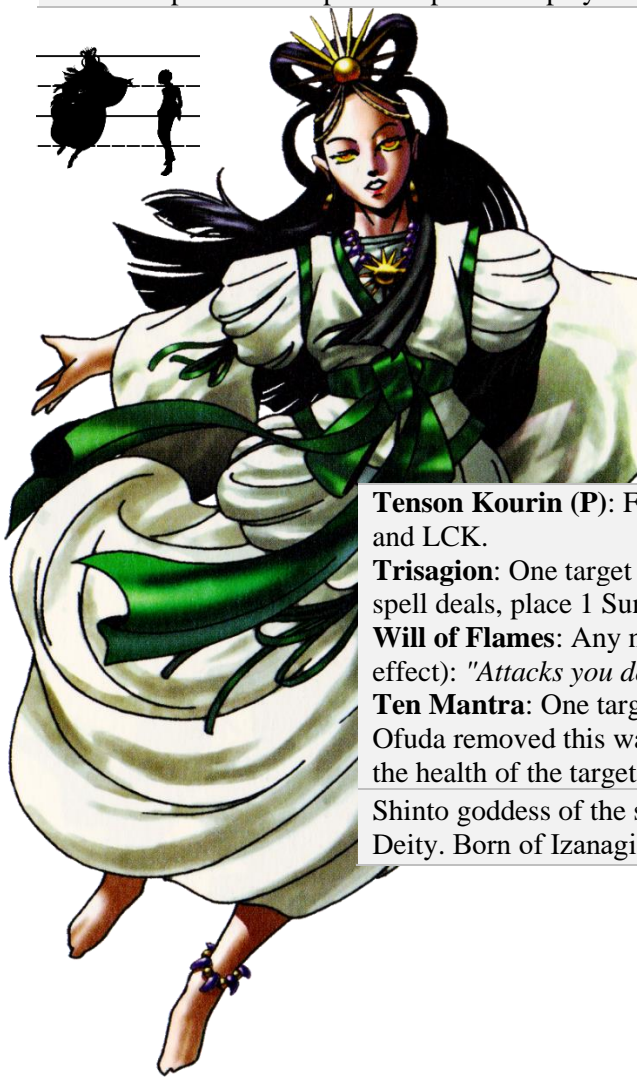 Tenson Kourin (P): F
and LCK.
Trisagion: One target
spell deals, place 1 Sun
Will of Flames: Any n
effect): "Attacks you de
Ten Mantra: One targ
Ofuda removed this wa
the health of the target
Shinto goddess of the s
Deity. Born of Izanagi